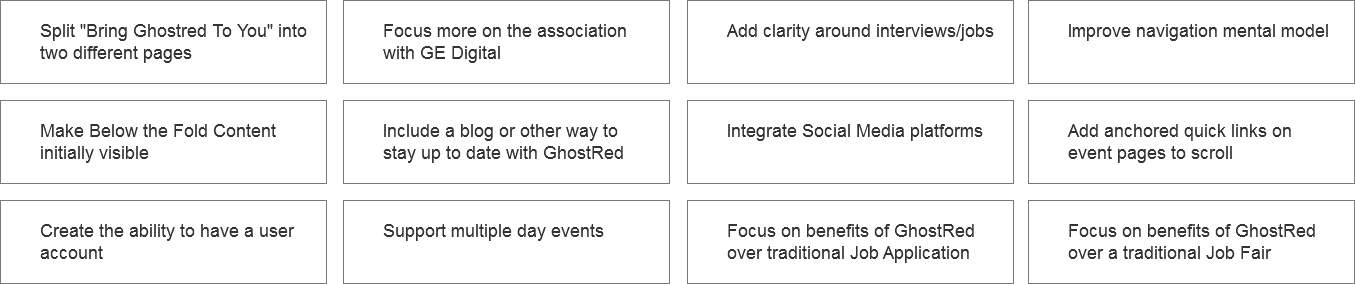 Split "Bring Ghostred To You" into
two different pages
Focus more on the association
with GE Digital
Add clarity around interviews/jobs
Improve navigation mental model
Make Below the Fold Content
initially visible
Include a blog or other way to
stay up to date with GhostRed
Integrate Social Media platforms
Add anchored quick links on
event pages to scroll
Create the ability to have a user
account
Support multiple day events
Focus on benefits of GhostRed
over traditional Job Application
Focus on benefits of GhostRed
over a traditional Job Fair